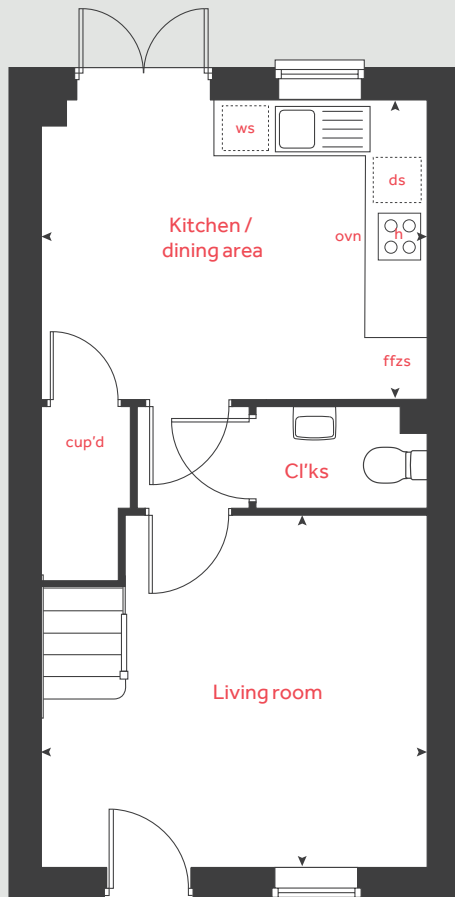 ws
ds
Kitchen /
dining area
ovn
h
ffzs
cup'd
Cl'ks
Living room